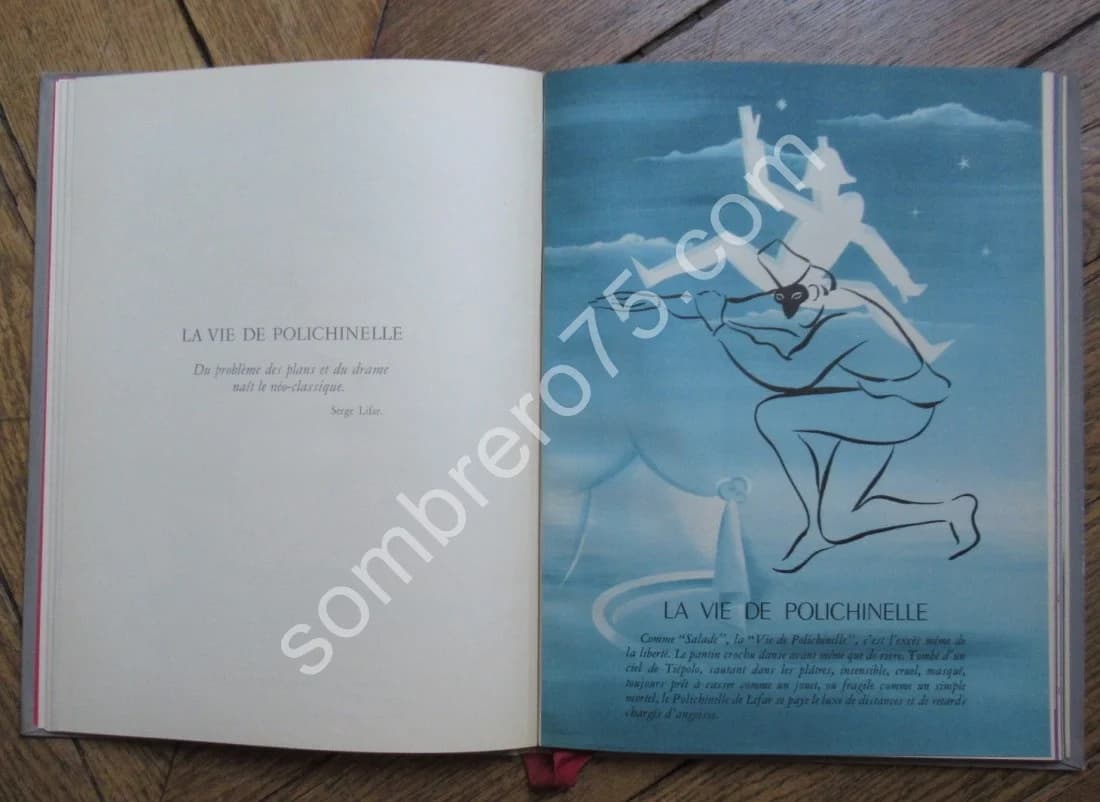 LA VIE DE POLICHINELLE
Du problème des plans et du drame
naît le néo-classique.
Serge Lifar.
LA VIE DE POLICHINELLE
Comme "Salade", la "Vie de Polichinelle", c'est l'excès même de
la liberté. Le pantin crochu danse avant même que de vivre. Tombé d'un
ciel de Tiépolo, sautant dans les plâtres, insensible, cruel, masqué,
toujours prêt à casser comme un jouet, ou fragile comme un simple
mortel, le Polichinelle de Lifar se paye le luxe de distances et de retards
chargés d'angoisse.
sombrero75.com